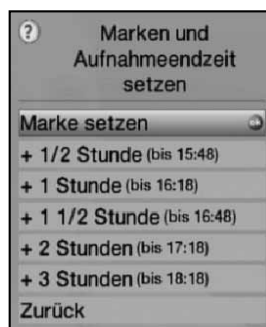 ?
Marken und
Aufnahmeendzeit
setzen
Marke setzen
+ 1/2 Stunde (bis 15:48)
+ 1 Stunde (bis 16:18)
+ 1 1/2 Stunde (bis 16:48)
+ 2 Stunden (bis 17:18)
+ 3 Stunden (bis 18:18)
Zurück